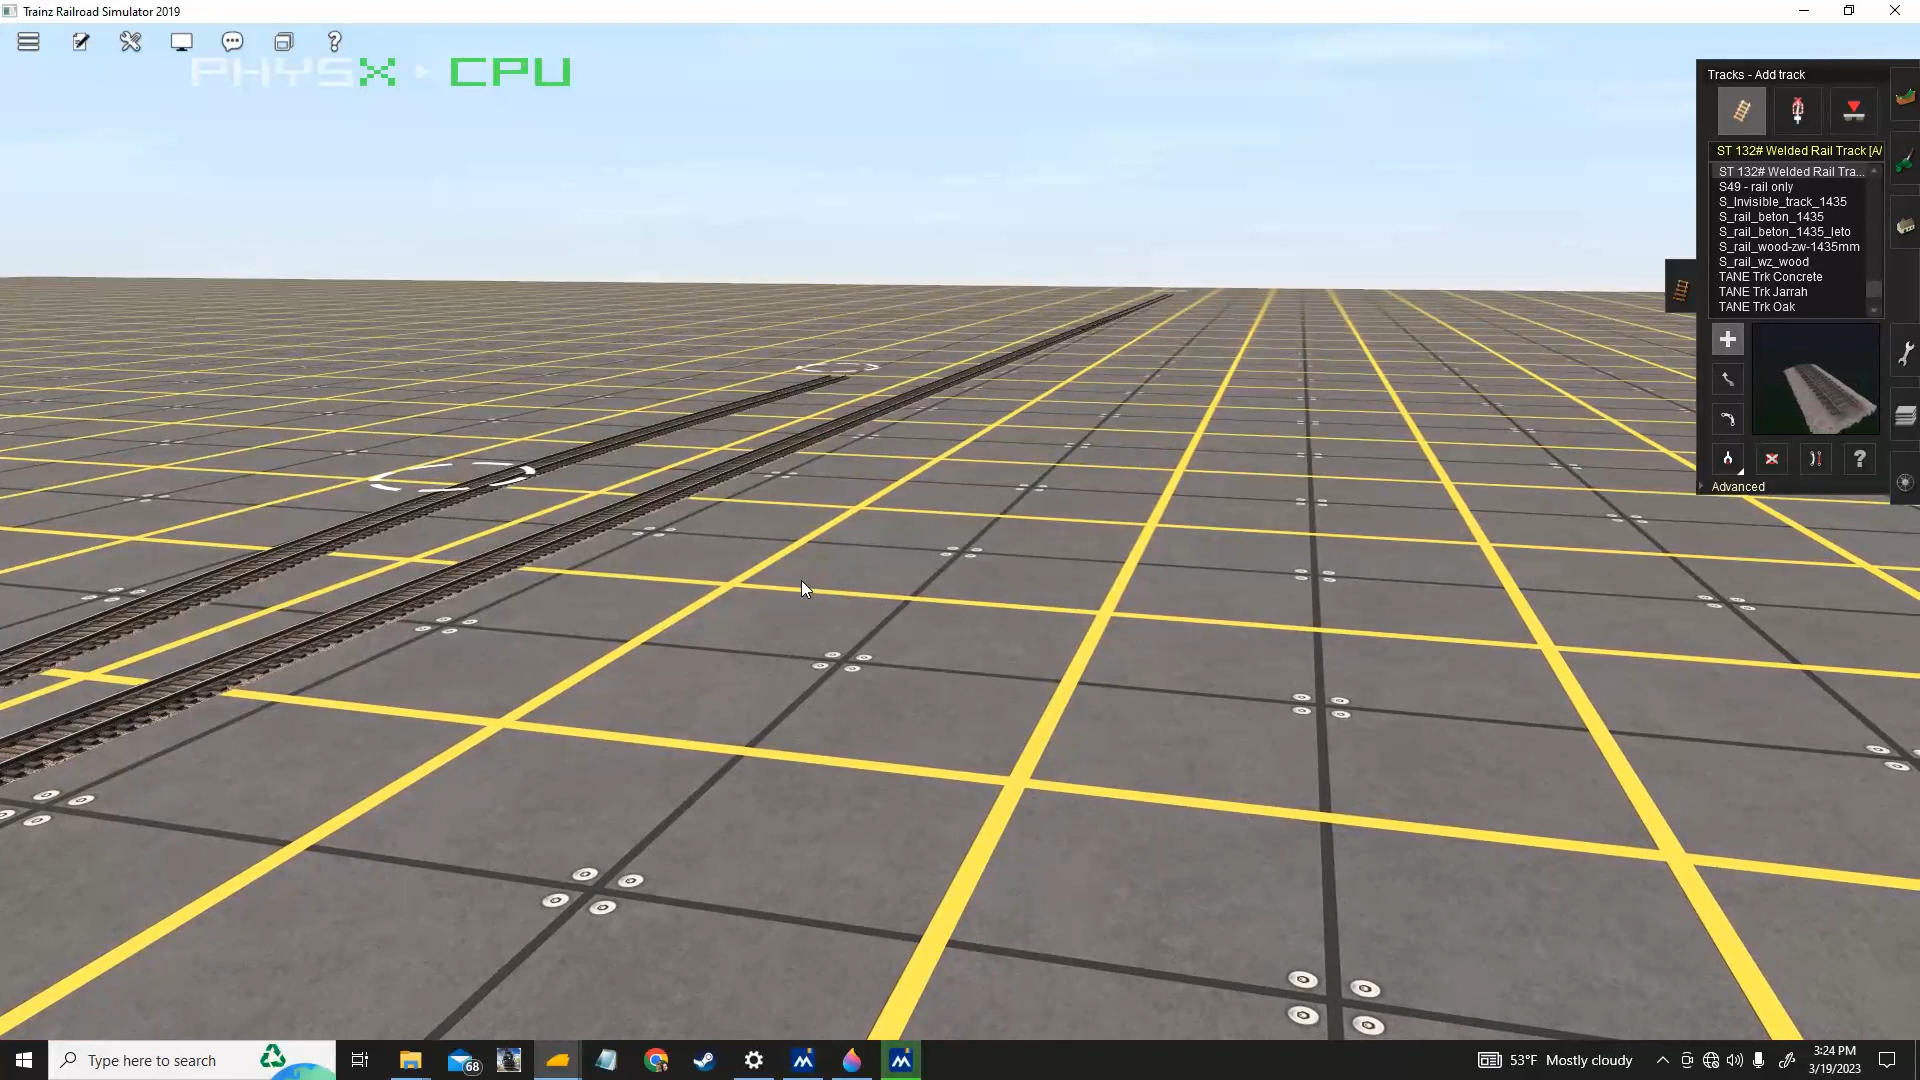 Trainz Railroad Simulator 2019
PHYSX CPU
Tracks - Add track
ST 132# Welded Rail Track [A/
ST 132# Welded Rail Tra...
S49 - rail only
S_Invisible_track_1435
S_rail_beton_1435
S_rail_beton_1435_leto
S_rail_wood-zw-1435mm
S_rail_wz_wood
TANE Trk Concrete
TANE Trk Jarrah
TANE Trk Oak
Advanced
Type here to search
68
53°F Mostly cloudy
3:24 PM
3/19/2023